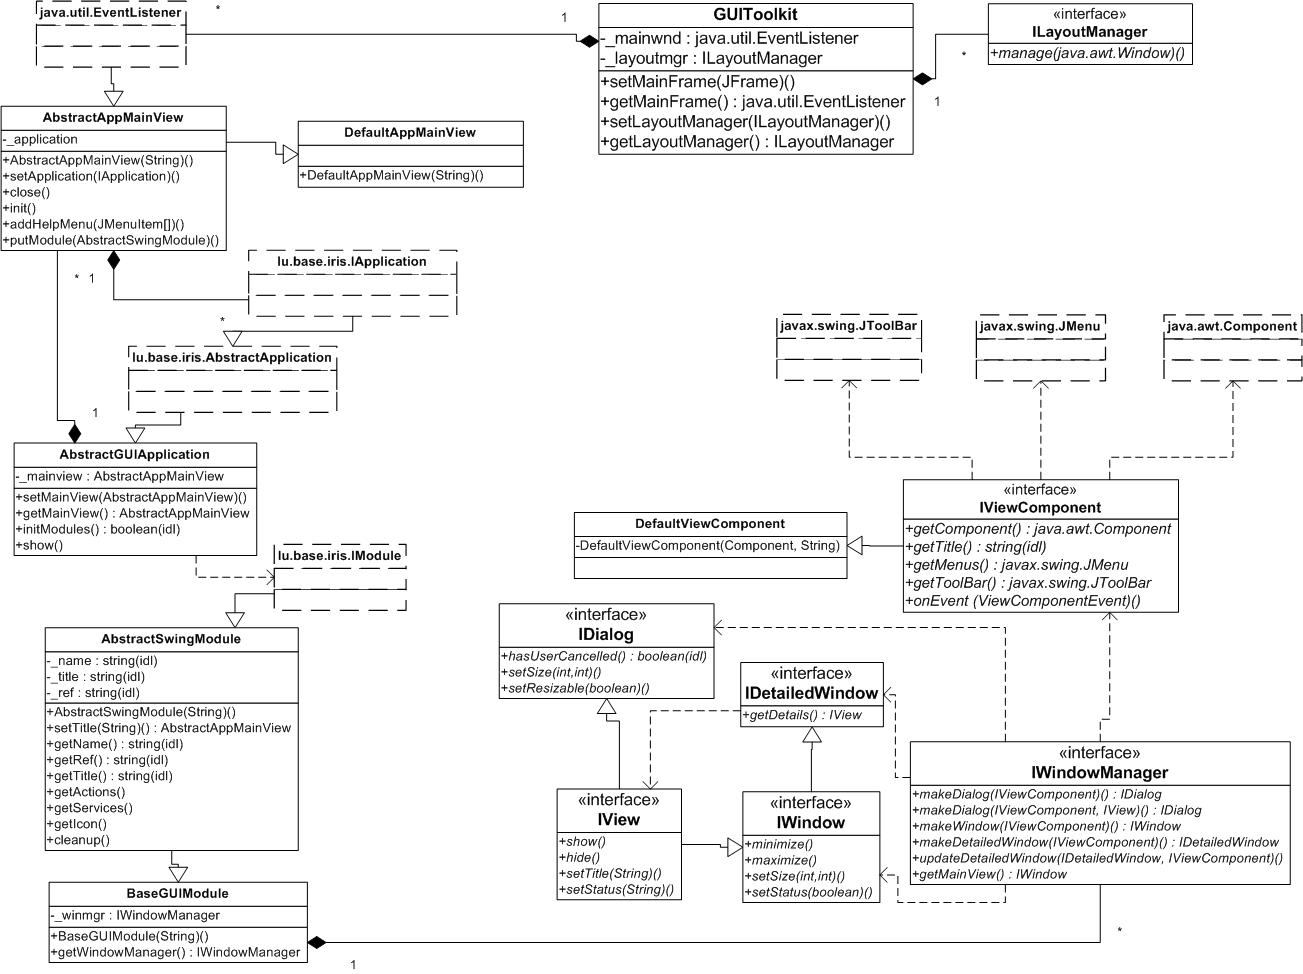 java.util.EventListener
*
1
GUIToolkit
-_mainwnd : java.util.EventListener
-_layoutmgr : ILayoutManager
+setMainFrame(JFrame)()
+getMainFrame() : java.util.EventListener
+setLayoutManager(ILayoutManager)()
+getLayoutManager() : ILayoutManager
«interface»
ILayoutManager
+manage(java.awt.Window)()
*
1
AbstractAppMainView
-_application
+AbstractAppMainView(String)()
+setApplication(IApplication)()
+close()
+init()
+addHelpMenu(JMenuItem[])()
+putModule(AbstractSwingModule)()
DefaultAppMainView
+DefaultAppMainView(String)()
* 1
lu.base.iris.IApplication
*
lu.base.iris.AbstractApplication
1
AbstractGUIApplication
-_mainview : AbstractAppMainView
+setMainView(AbstractAppMainView)()
+getMainView() : AbstractAppMainView
+initModules() : boolean(idl)
+show()
lu.base.iris.IModule
AbstractSwingModule
-_name : string(idl)
-_title : string(idl)
-_ref : string(idl)
+AbstractSwingModule(String)()
+setTitle(String)() : AbstractAppMainView
+getName() : string(idl)
+getRef() : string(idl)
+getTitle() : string(idl)
+getActions()
+getServices()
+getIcon()
+cleanup()
BaseGUIModule
-_winmgr : IWindowManager
+BaseGUIModule(String)()
+getWindowManager() : IWindowManager
1
*
javax.swing.JToolBar
javax.swing.JMenu
java.awt.Component
«interface»
IViewComponent
+getComponent() : java.awt.Component
+getTitle() : string(idl)
+getMenus() : javax.swing.JMenu
+getToolBar() : javax.swing.JToolBar
+onEvent (ViewComponentEvent)()
DefaultViewComponent
-DefaultViewComponent(Component, String)
«interface»
IDialog
+hasUserCancelled() : boolean(idl)
+setSize(int,int)()
+setResizable(boolean)()
«interface»
IDetailedWindow
+getDetails() : IView
«interface»
IView
+show()
+hide()
+setTitle(String)()
+setStatus(String)()
«interface»
IWindow
+minimize()
+maximize()
+setSize(int,int)()
+setStatus(boolean)()
«interface»
IWindowManager
+makeDialog(IViewComponent)() : IDialog
+makeDialog(IViewComponent, IView)() : IDialog
+makeWindow(IViewComponent)() : IWindow
+makeDetailedWindow(IViewComponent)() : IDetailedWindow
+updateDetailedWindow(IDetailedWindow, IViewComponent)()
+getMainView() : IWindow